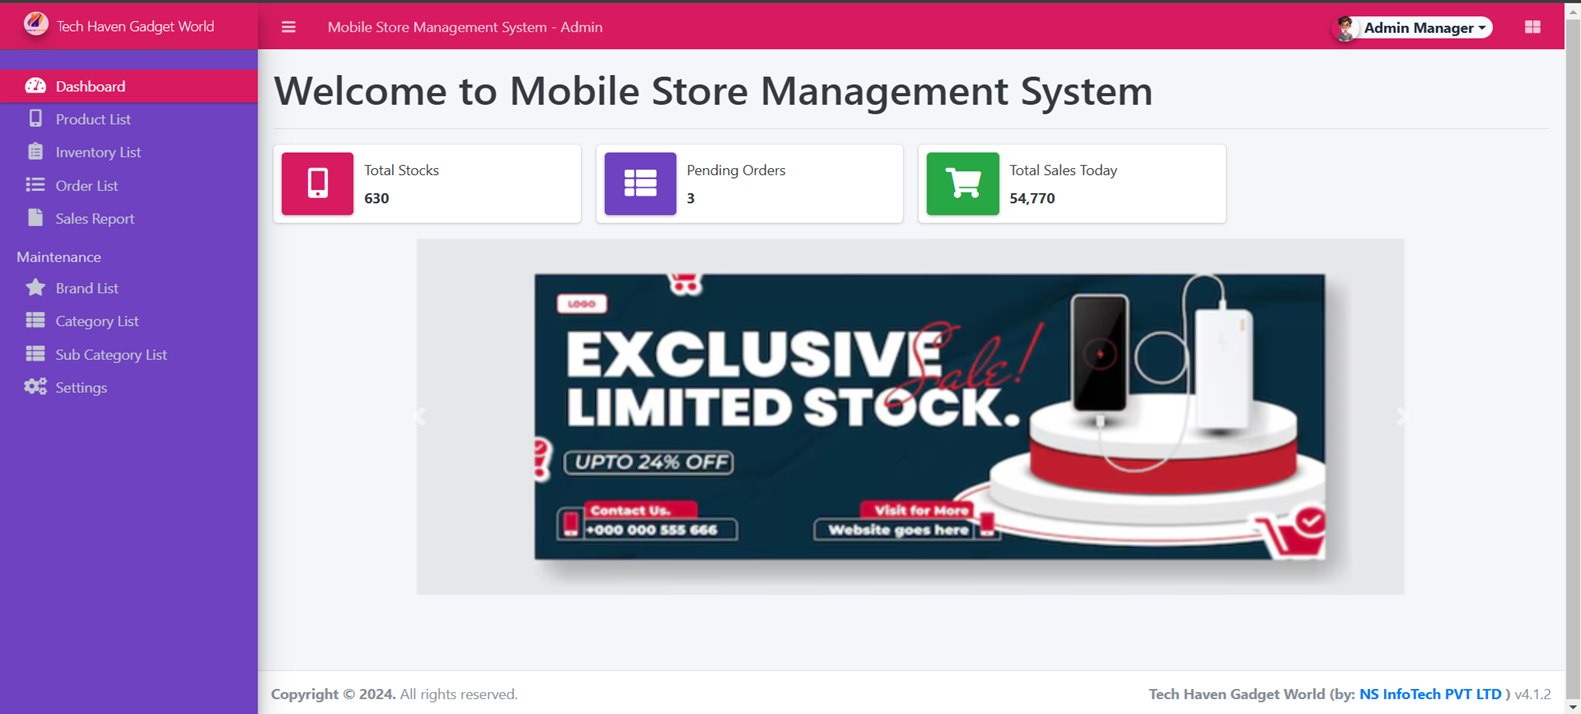 Tech Haven Gadget World
Mobile Store Management System - Admin
Admin Manager
Dashboard
Product List
Inventory List
Order List
Sales Report
Maintenance
Brand List
Category List
Sub Category List
Settings
Welcome to Mobile Store Management System
Total Stocks
630
Pending Orders
3
Total Sales Today
54,770
LOGO
EXCLUSIVE
Sale!
LIMITED STOCK.
UPTO 24% OFF
Contact Us.
+000 000 555 666
Visit for More
Website goes here
Copyright © 2024. All rights reserved.
Tech Haven Gadget World (by: NS InfoTech PVT LTD ) v4.1.2